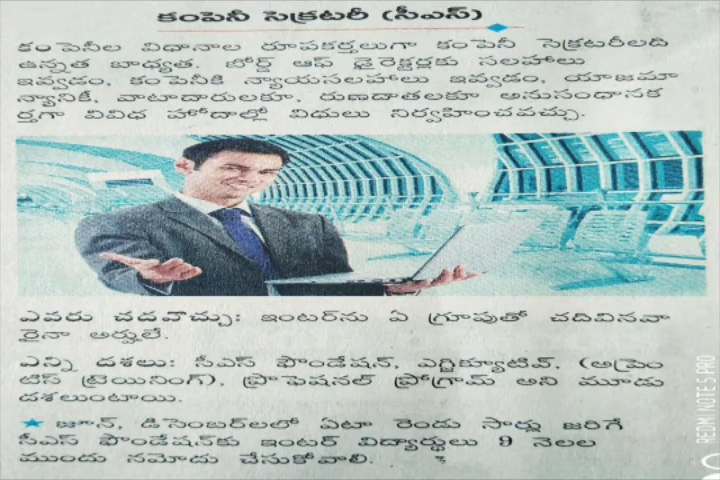 కంపెనీ సెక్రటరీ (సీఎస్)
కంపెనీల విధానాల రూపకర్తలుగా కంపెనీ సెక్రటరీలది
ఉన్నత బాధ్యత. బోర్డ్ ఆఫ్ డైరెక్టర్లకు సలహాలు
ఇవ్వడం, కంపెనీకి న్యాయసలహాలు ఇవ్వడం, యాజమా
న్యానికీ, వాటాదారులకూ, రుణదాతలకూ అనుసంధానక
ర్తగా వివిధ హోదాల్లో విధులు నిర్వహించవచ్చు.
ఎవరు చదవొచ్చు: ఇంటర్‌ను ఏ గ్రూపుతో చదివినవా
రైనా అర్హులే.
ఎన్ని దశలు: సీఎస్ ఫౌండేషన్, ఎగ్జిక్యూటివ్, (అప్రెం
టిస్ ట్రెయినింగ్), ప్రొఫెషనల్ ప్రోగ్రామ్ అని మూడు
దశలుంటాయి.
★ జూన్, డిసెంబర్‌లలో ఏటా రెండు సార్లు జరిగే
సీఎస్ ఫౌండేషన్‌కు ఇంటర్ విద్యార్థులు 9 నెలల
ముందు నమోదు చేసుకోవాలి.
REDMI NOTE 5 PRO